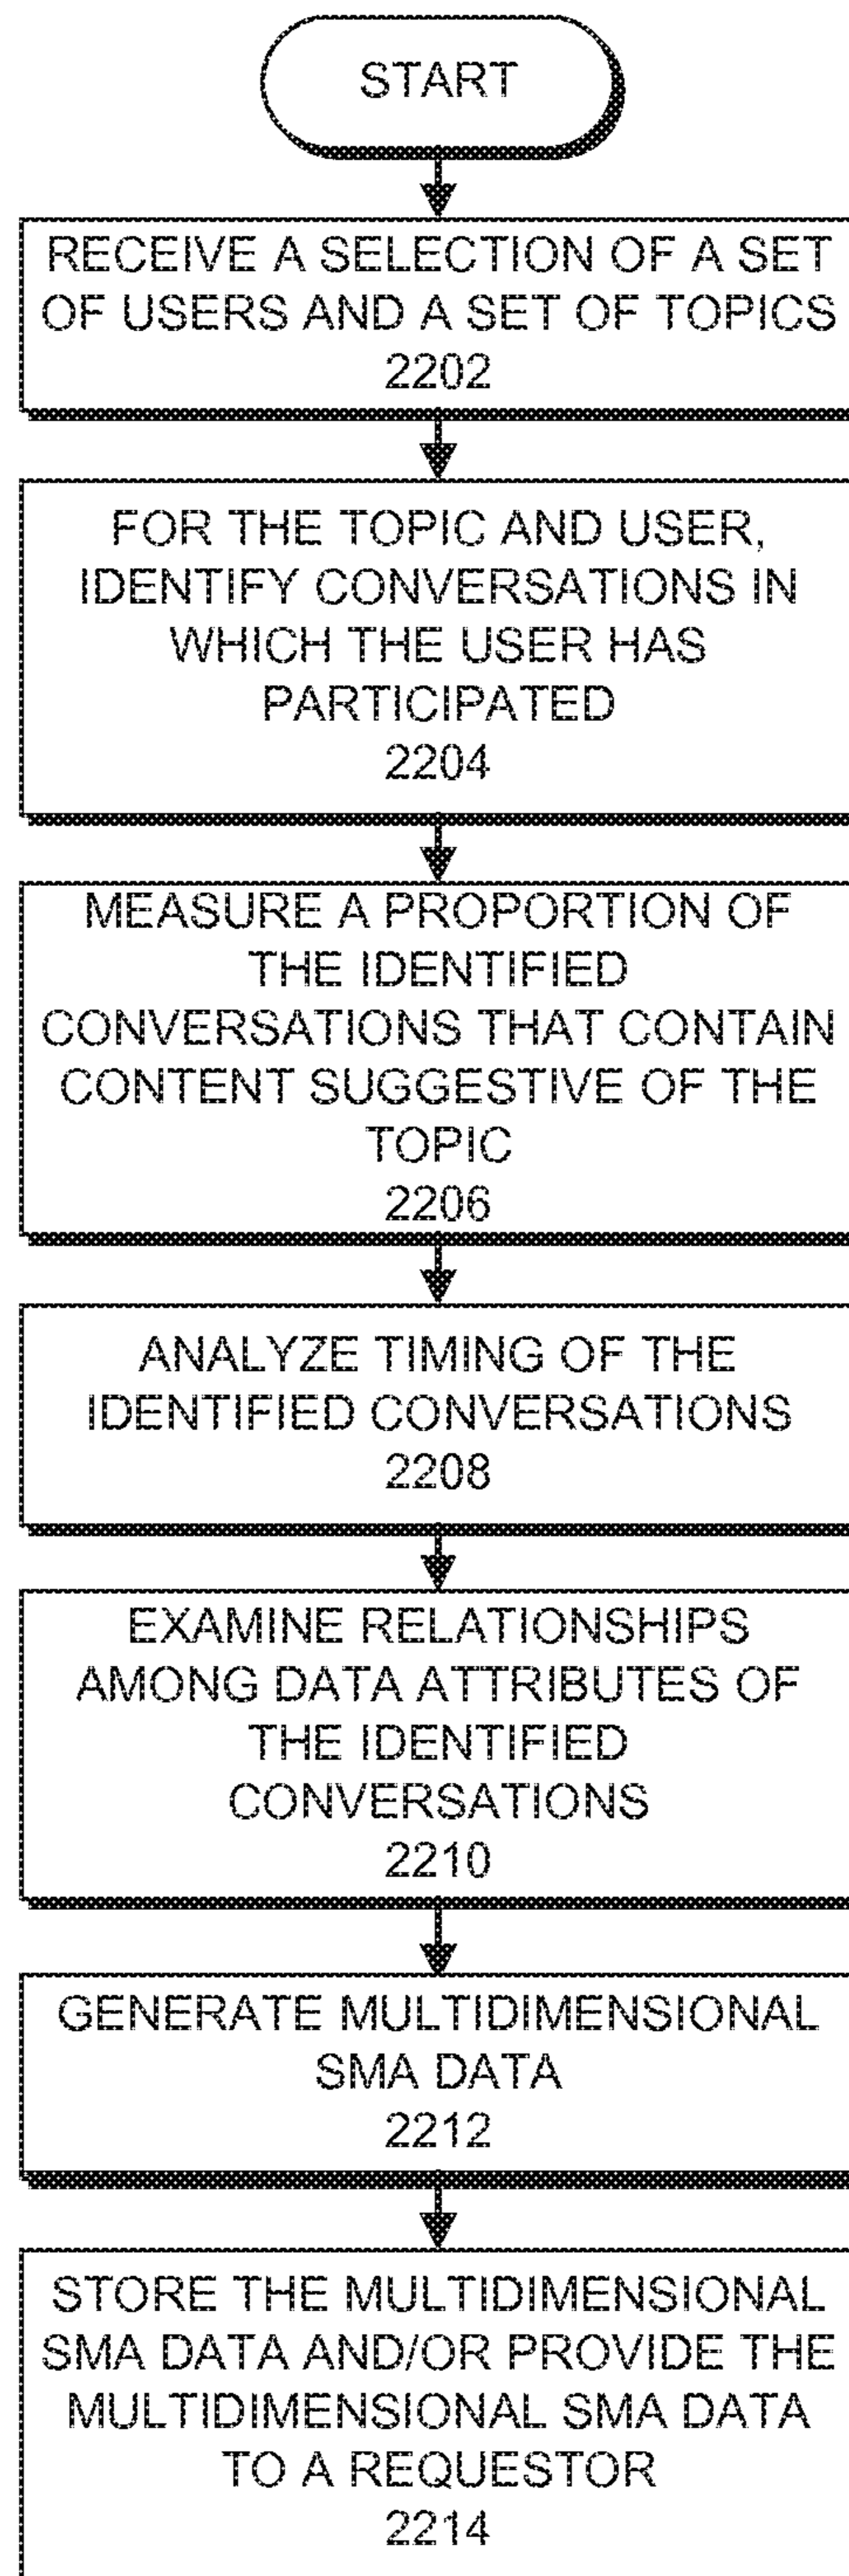 START
RECEIVE A SELECTION OF A SET
OF USERS AND A SET OF TOPICS
2202
FOR THE TOPIC AND USER,
IDENTIFY CONVERSATIONS IN
WHICH THE USER HAS
PARTICIPATED
2204
MEASURE A PROPORTION OF
THE IDENTIFIED
CONVERSATIONS THAT CONTAIN
CONTENT SUGGESTIVE OF THE
TOPIC
2206
ANALYZE TIMING OF THE
IDENTIFIED CONVERSATIONS
2208
EXAMINE RELATIONSHIPS
AMONG DATA ATTRIBUTES OF
THE IDENTIFIED
CONVERSATIONS
2210
GENERATE MULTIDIMENSIONAL
SMA DATA
2212
STORE THE MULTIDIMENSIONAL
SMA DATA AND/OR PROVIDE THE
MULTIDIMENSIONAL SMA DATA
TO A REQUESTOR
2214